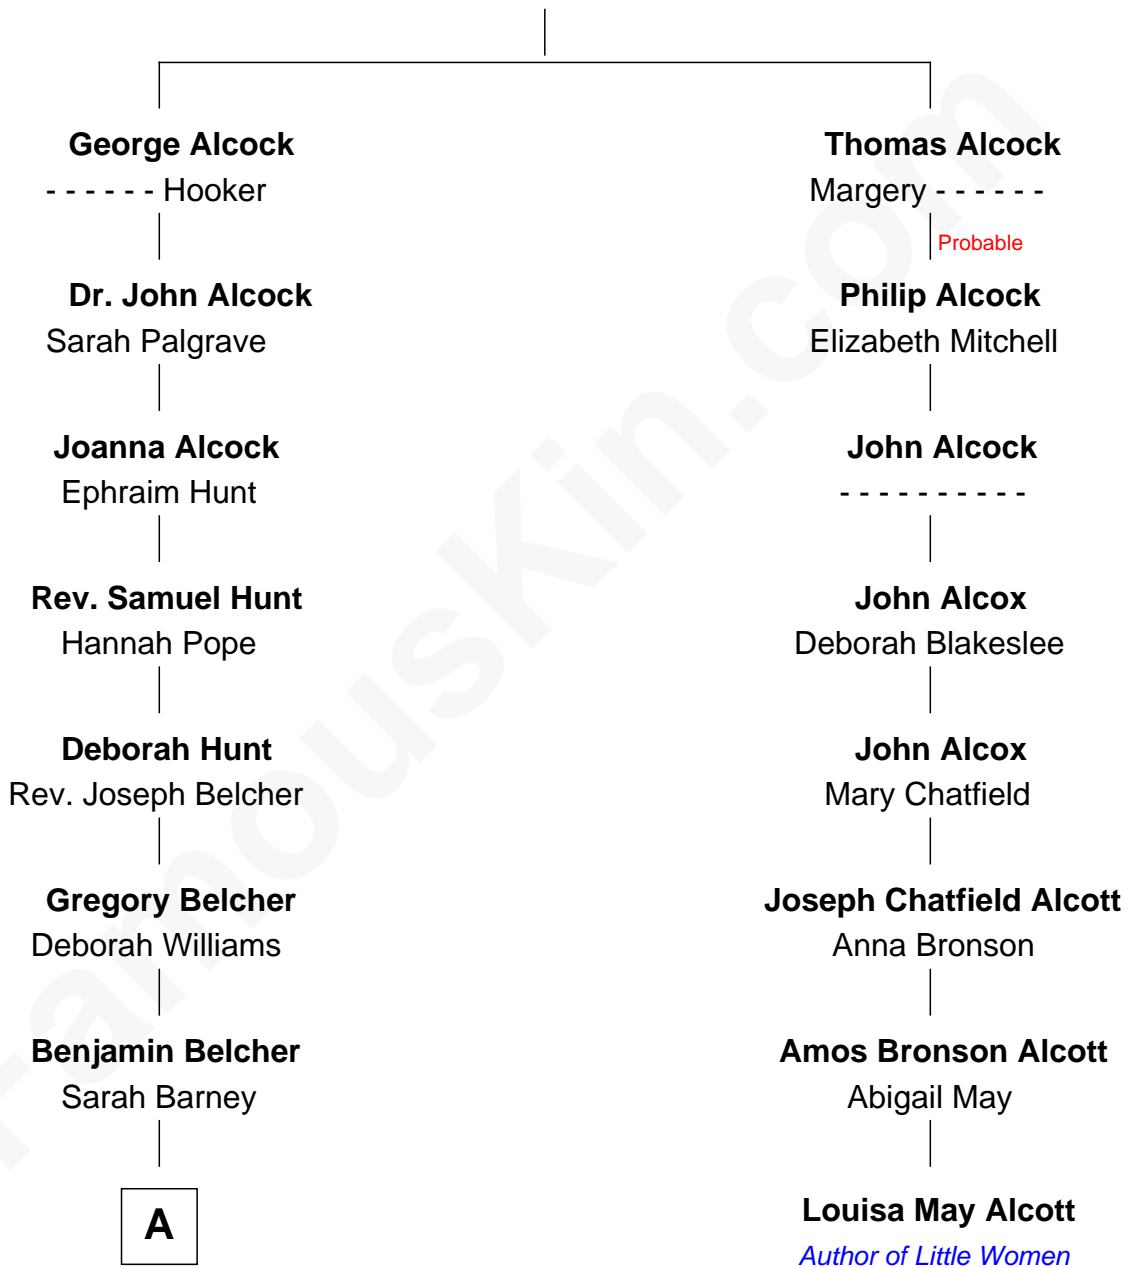 George Alcock
- - - - - - Hooker
Thomas Alcock
Margery - - - - - -
Probable
Dr. John Alcock
Sarah Palgrave
Philip Alcock
Elizabeth Mitchell
Joanna Alcock
Ephraim Hunt
John Alcock
- - - - - - - - - -
Rev. Samuel Hunt
Hannah Pope
John Alcox
Deborah Blakeslee
Deborah Hunt
Rev. Joseph Belcher
John Alcox
Mary Chatfield
Gregory Belcher
Deborah Williams
Joseph Chatfield Alcott
Anna Bronson
Benjamin Belcher
Sarah Barney
Amos Bronson Alcott
Abigail May
A
Louisa May Alcott
Author of Little Women
FamousKin.com